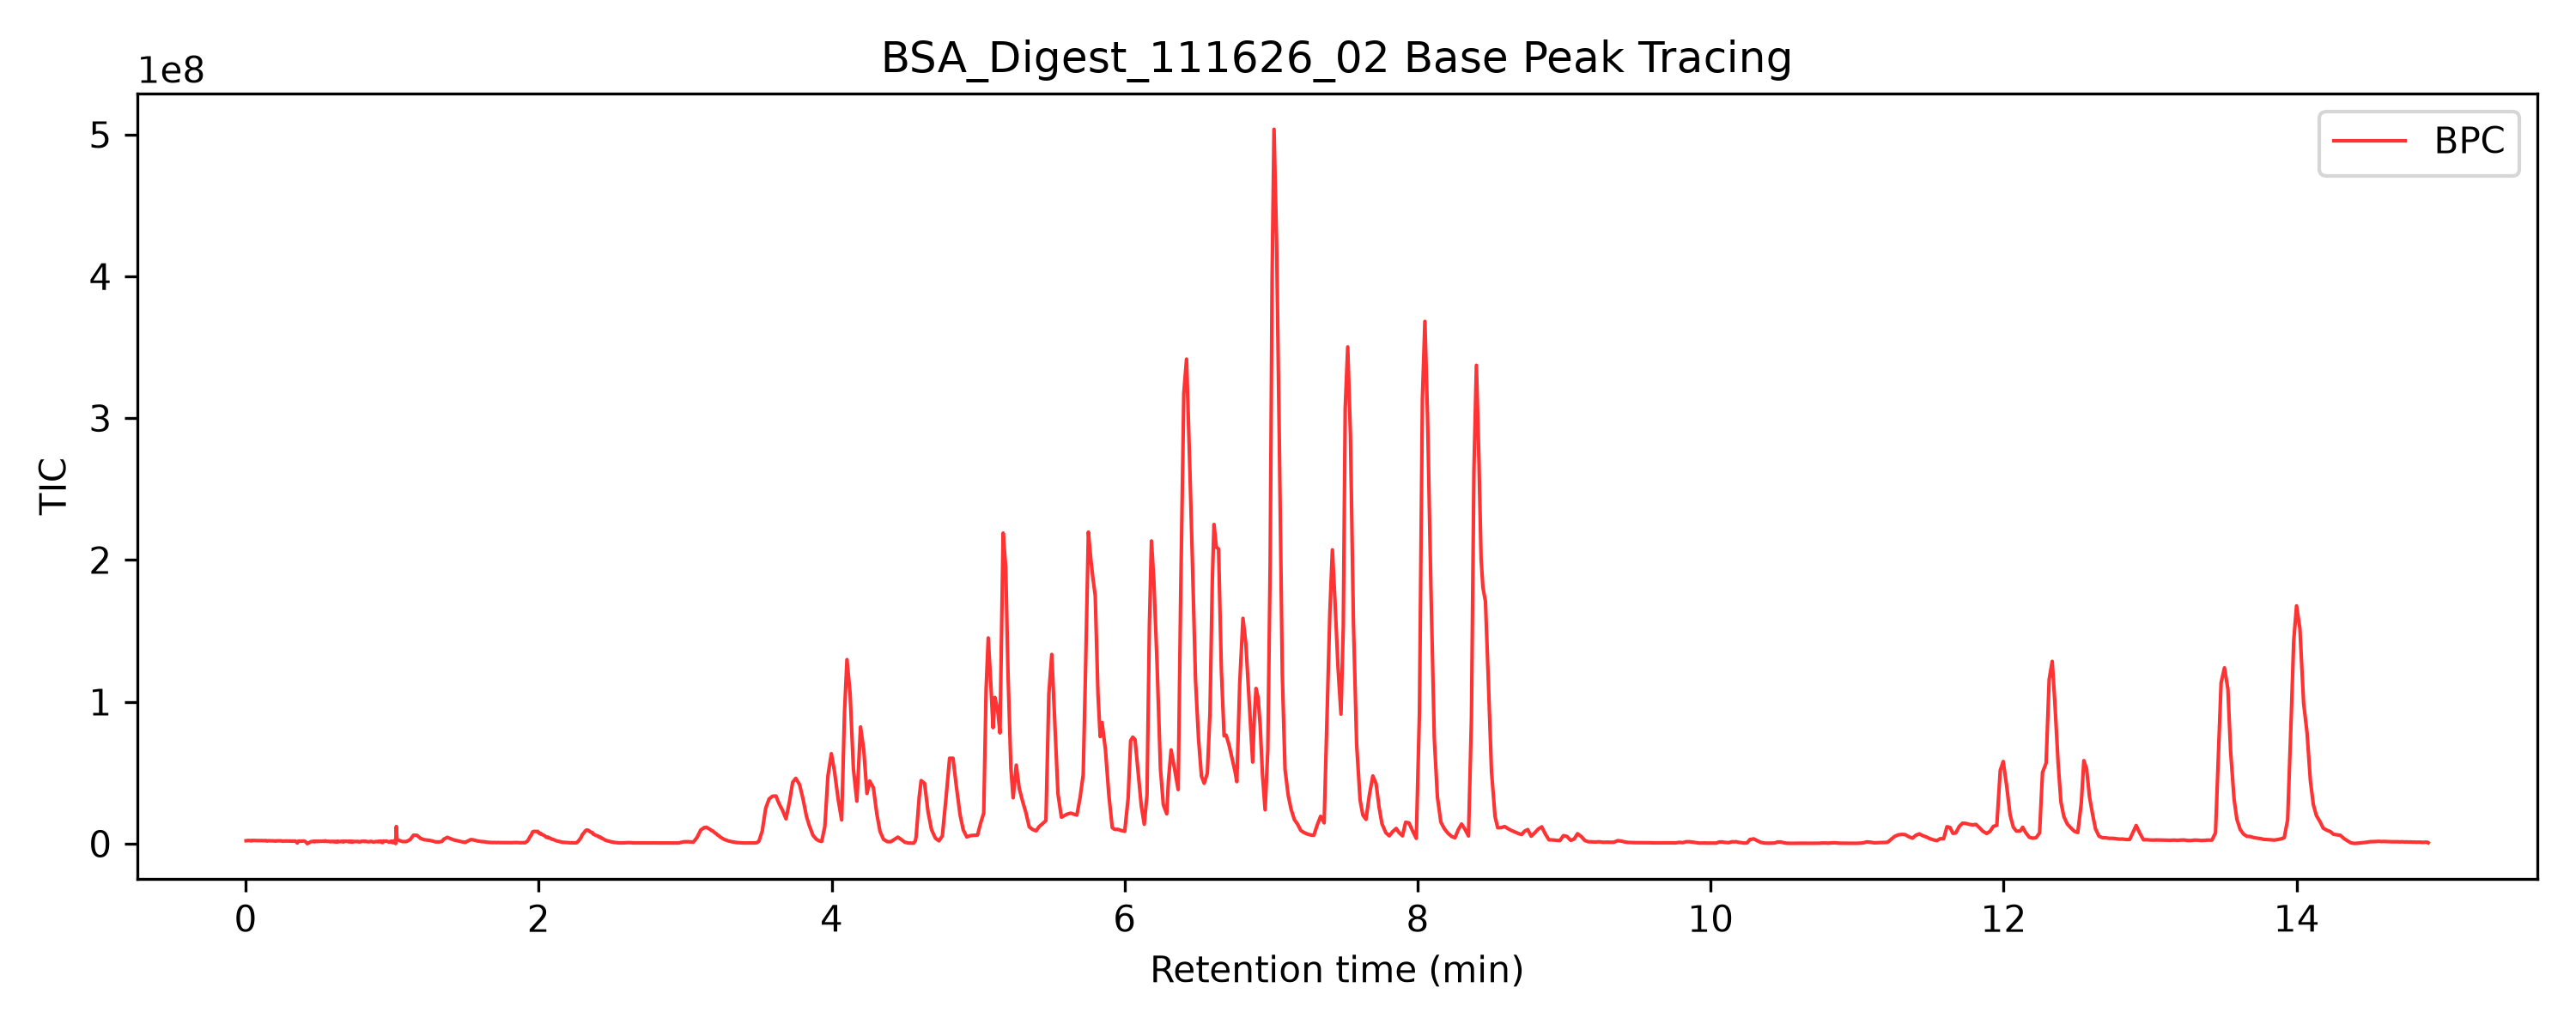 BSA_Digest_111626_02 Base Peak Tracing
1e8
BPC
5
4
3
2
1
0
TIC
0 2 4 6 8 10 12 14
Retention time (min)